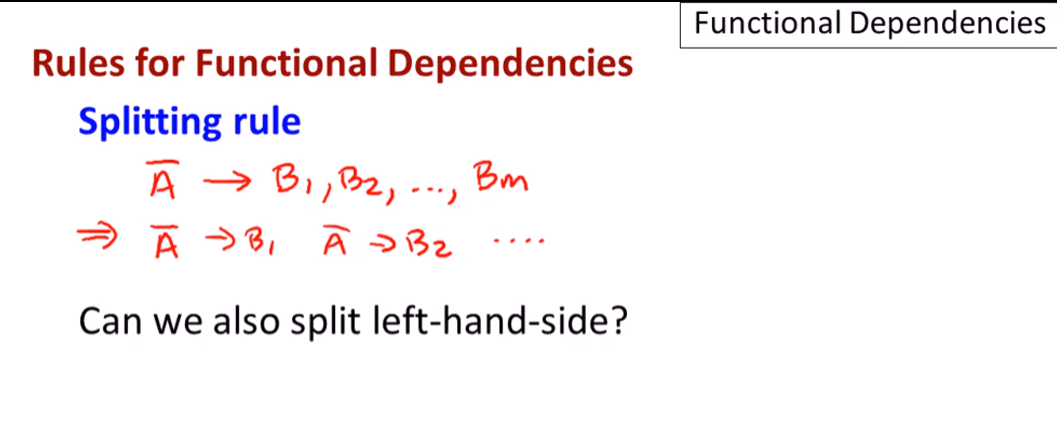 Functional Dependencies
Rules for Functional Dependencies
Splitting rule
A̅ → B₁, B₂, ..., Bm
⇒ A̅ → B₁ A̅ → B₂ ....
Can we also split left-hand-side?